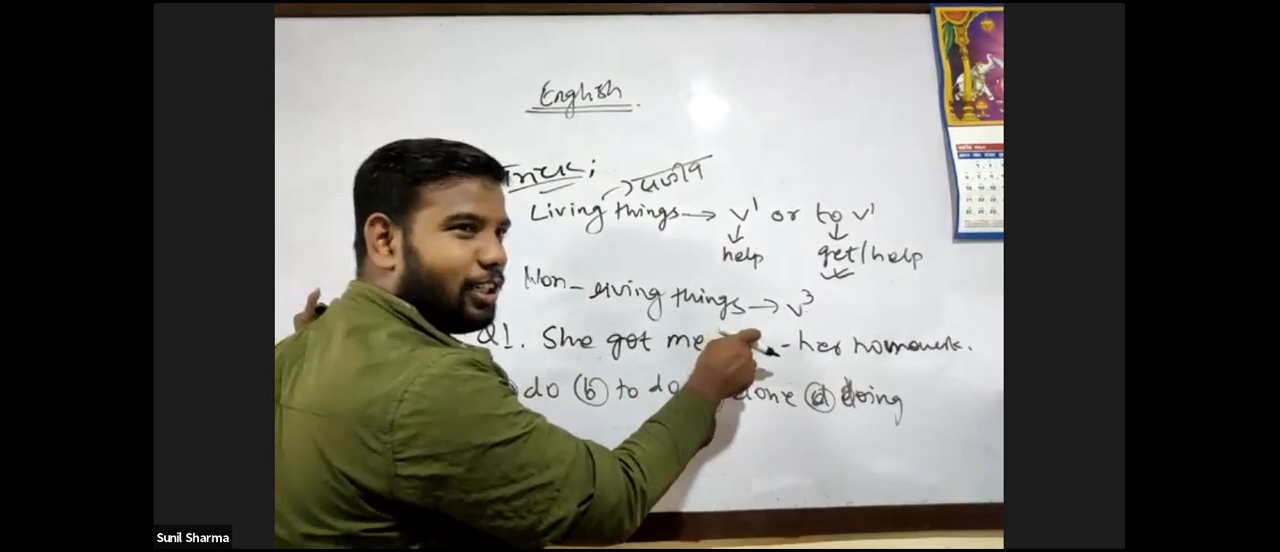 English.
Trick:
सजीव
Living things → v¹ or to v¹
help get/help
Non-living things → v³
Q1. She got me - her homework.
do (b) to do done (d) doing
Sunil Sharma